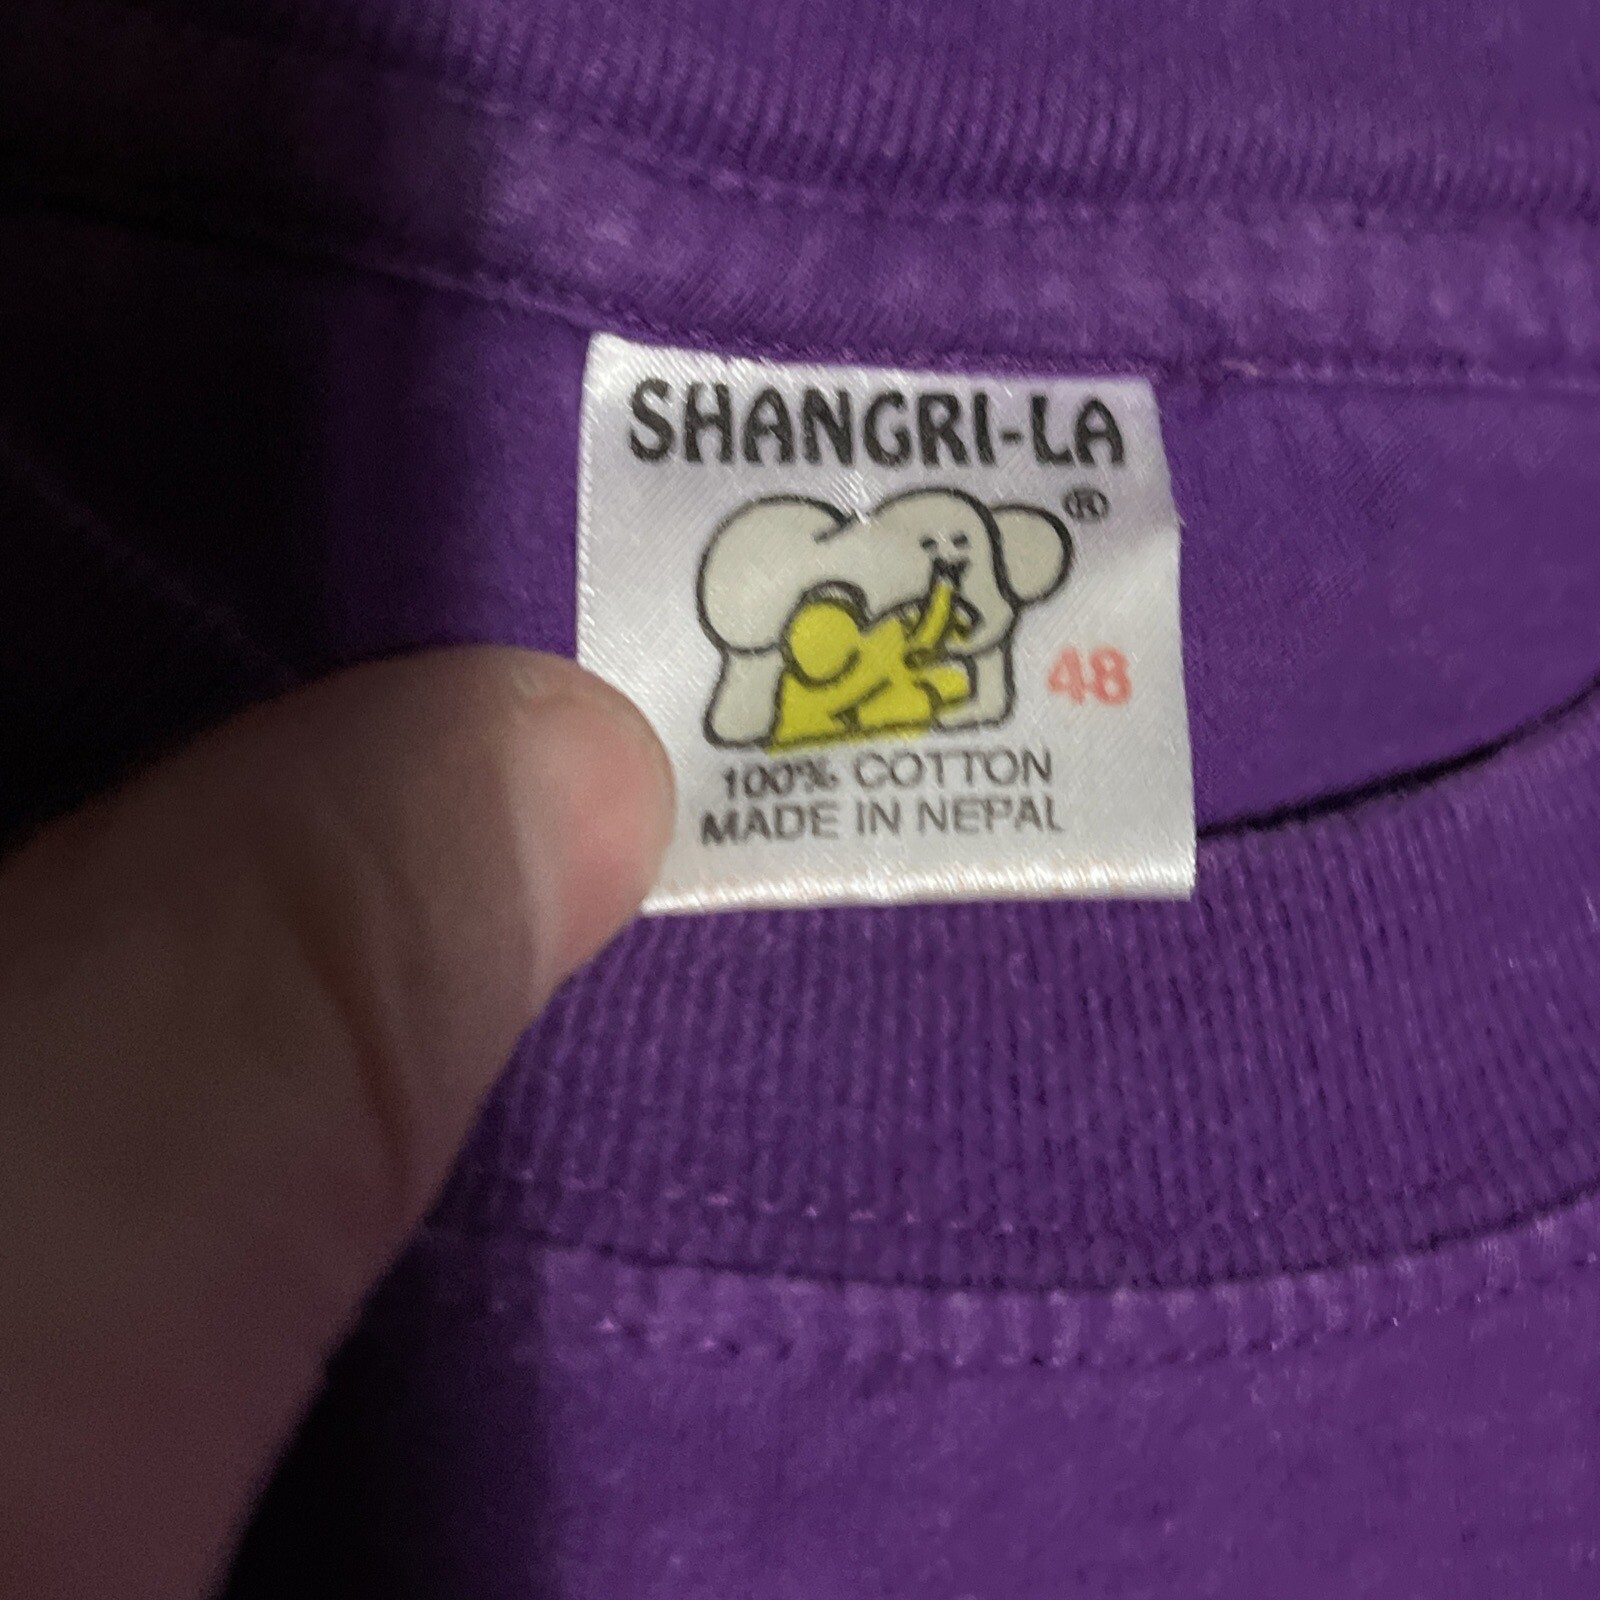 SHANGRI-LA
®
48
100% COTTON
MADE IN NEPAL